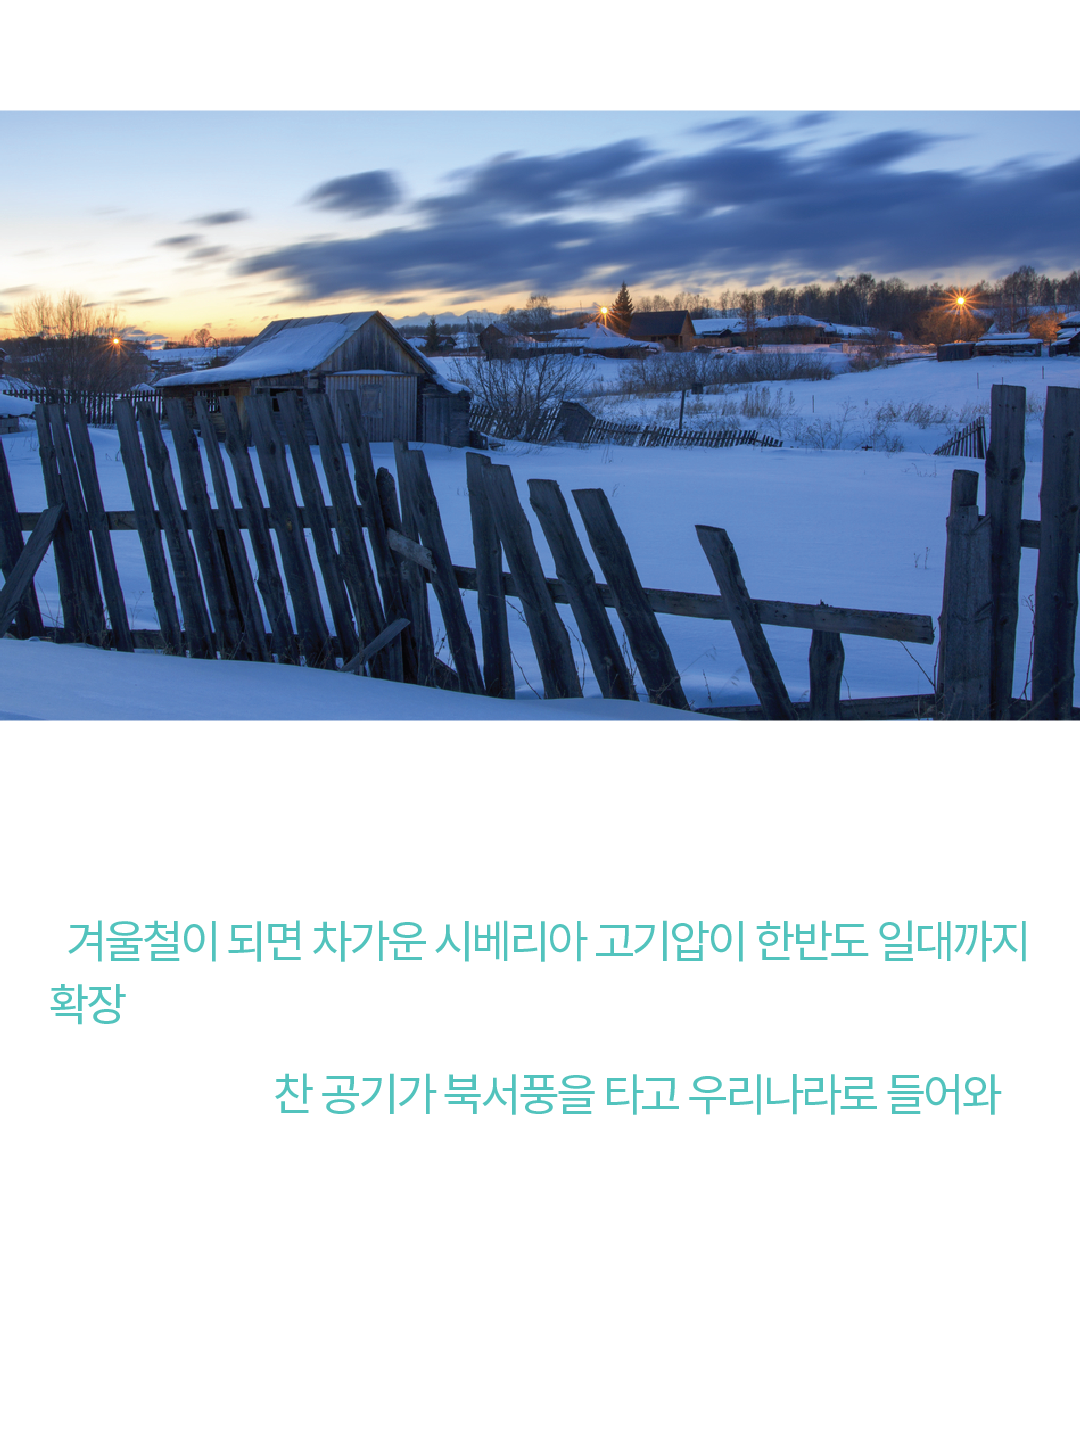 겨울철이 되면 차가운 시베리아 고기압이 한반도 일대까지
확장
찬 공기가 북서풍을 타고 우리나라로 들어와